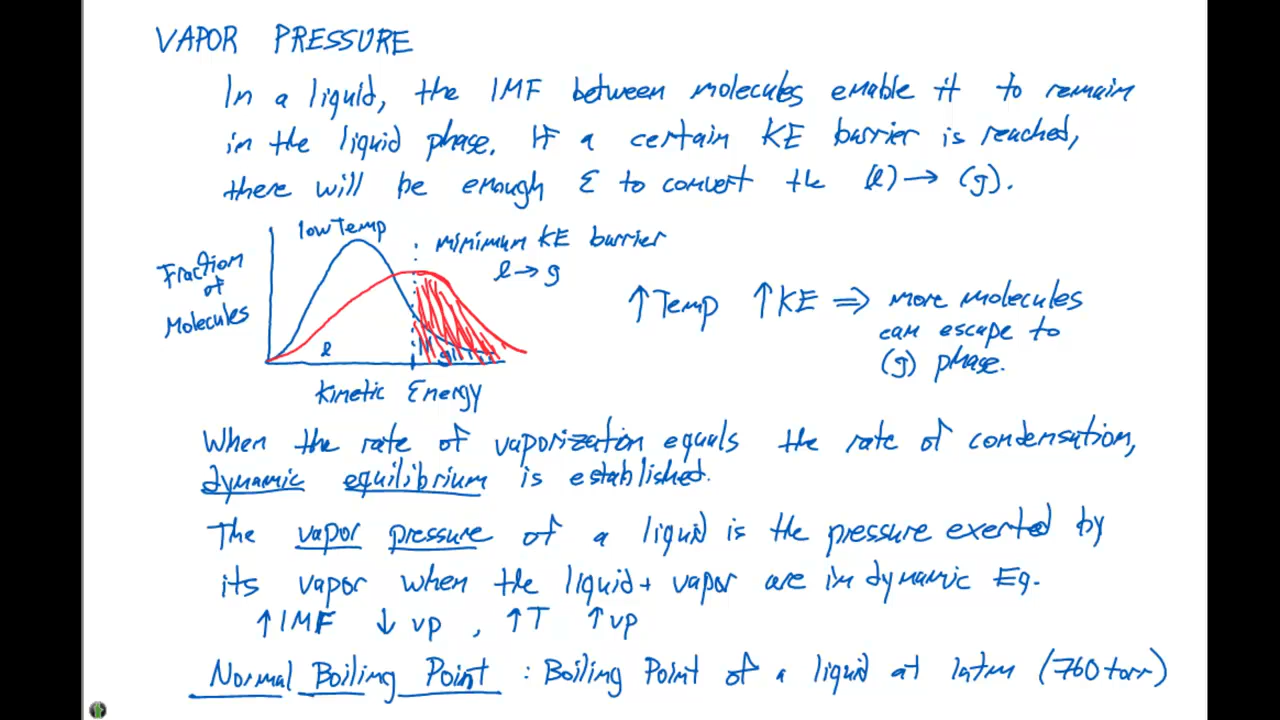 VAPOR PRESSURE
In a liquid, the IMF between molecules enable it to remain
in the liquid phase. If a certain KE barrier is reached,
there will be enough E to convert the (l) → (g).
low Temp
minimum KE barrier
l → g
Fraction
of
Molecules
l
g
Kinetic Energy
↑ Temp ↑ KE ⇒ more molecules
can escape to
(g) phase.
When the rate of vaporization equals the rate of condensation,
dynamic equilibrium is established.
The vapor pressure of a liquid is the pressure exerted by
its vapor when the liquid + vapor are in dynamic Eq.
↑ IMF ↓ vp , ↑ T ↑ vp
Normal Boiling Point : Boiling Point of a liquid at 1atm (760 torr)